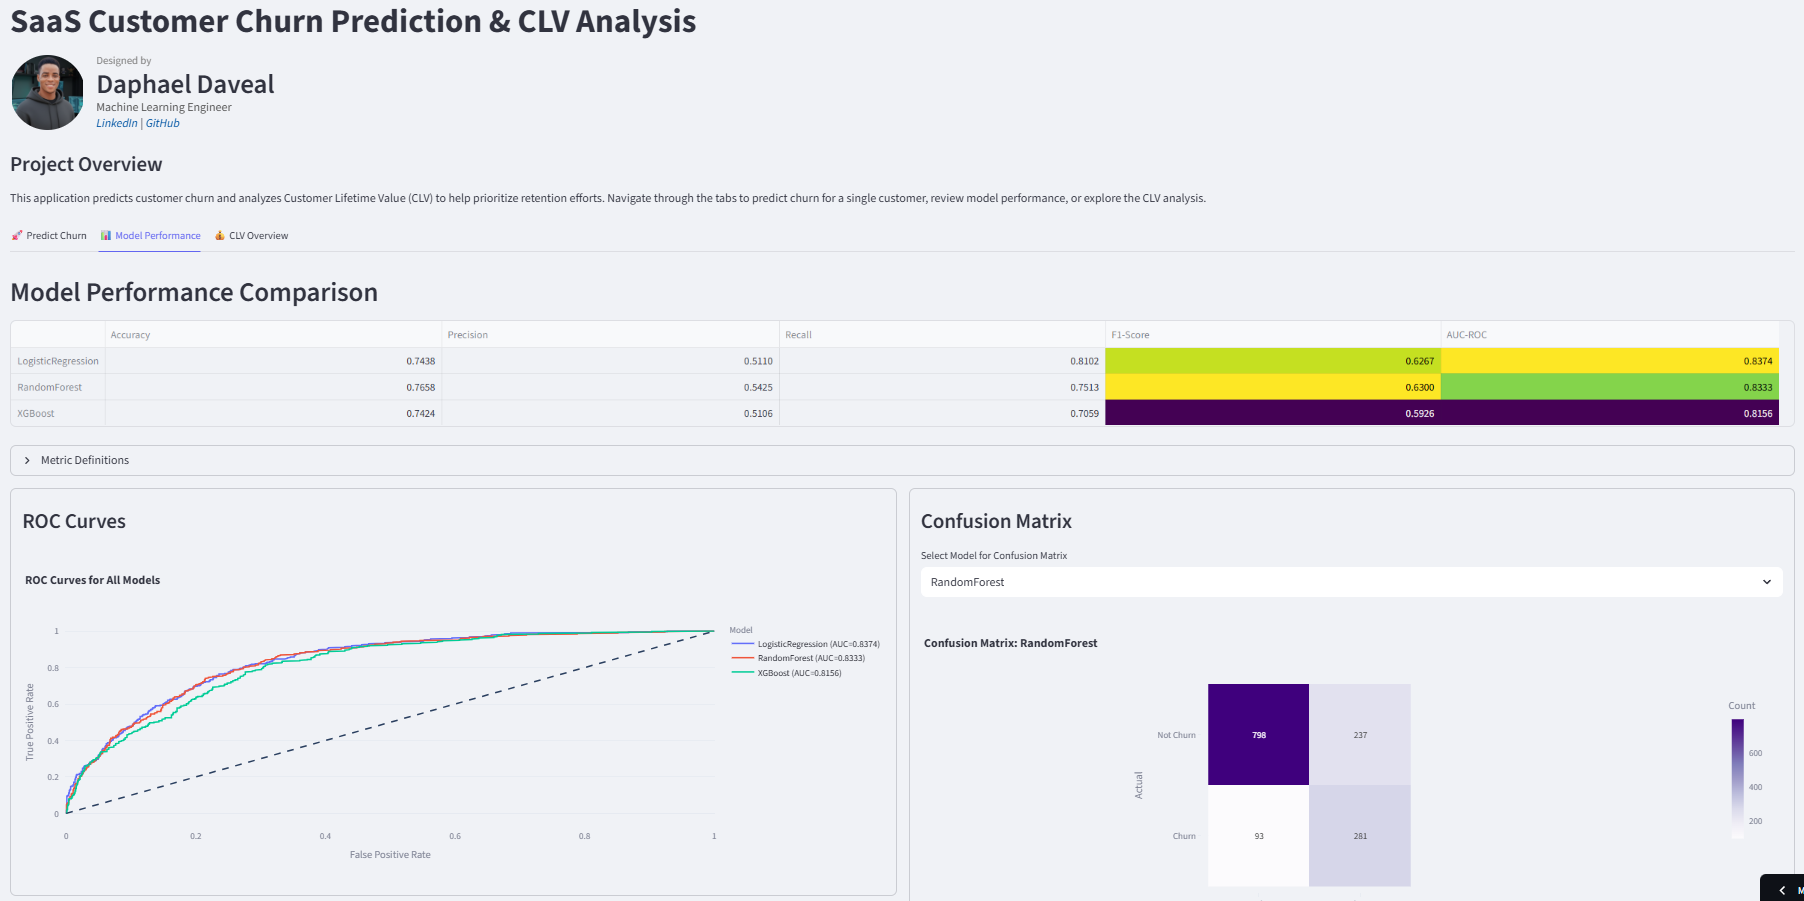 SaaS Customer Churn Prediction & CLV Analysis
Designed by
Daphael Daveal
Machine Learning Engineer
LinkedIn | GitHub
Project Overview
This application predicts customer churn and analyzes Customer Lifetime Value (CLV) to help prioritize retention efforts. Navigate through the tabs to predict churn for a single customer, review model performance, or explore the CLV analysis.
Predict Churn Model Performance CLV Overview
Model Performance Comparison
Accuracy Precision Recall F1-Score AUC-ROC
LogisticRegression 0.7438 0.5110 0.8102 0.6267 0.8374
RandomForest 0.7658 0.5425 0.7513 0.6300 0.8333
XGBoost 0.7424 0.5106 0.7059 0.5926 0.8156
Metric Definitions
ROC Curves
ROC Curves for All Models
Model
LogisticRegression (AUC=0.8374)
RandomForest (AUC=0.8333)
XGBoost (AUC=0.8156)
True Positive Rate
1
0.8
0.6
0.4
0.2
0
0 0.2 0.4 0.6 0.8 1
False Positive Rate
Confusion Matrix
Select Model for Confusion Matrix
RandomForest
Confusion Matrix: RandomForest
Actual
Not Churn 798 237
Churn 93 281
Count
600
400
200